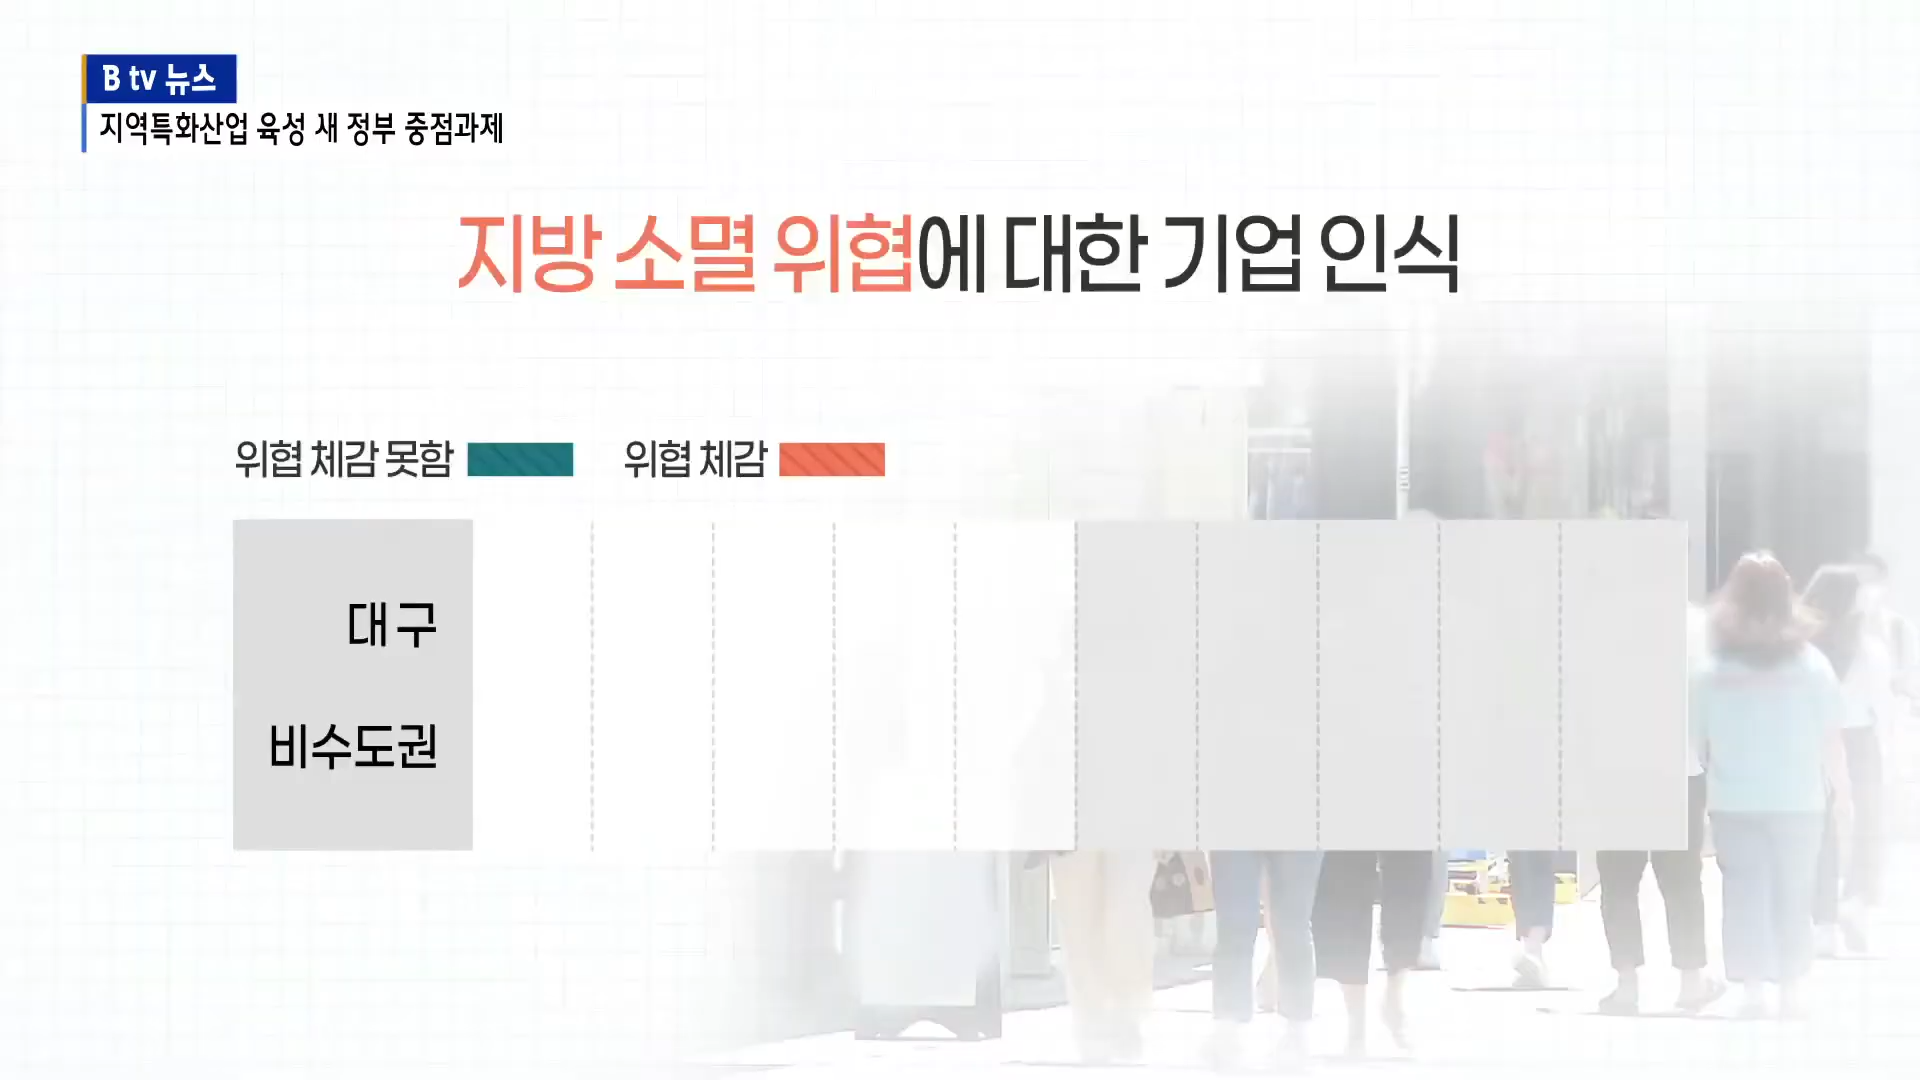 B tv 뉴스
지역특화산업 육성 새 정부 중점과제
지방 소멸 위협에 대한 기업 인식
위협 체감 못함 위협 체감
대구
비수도권